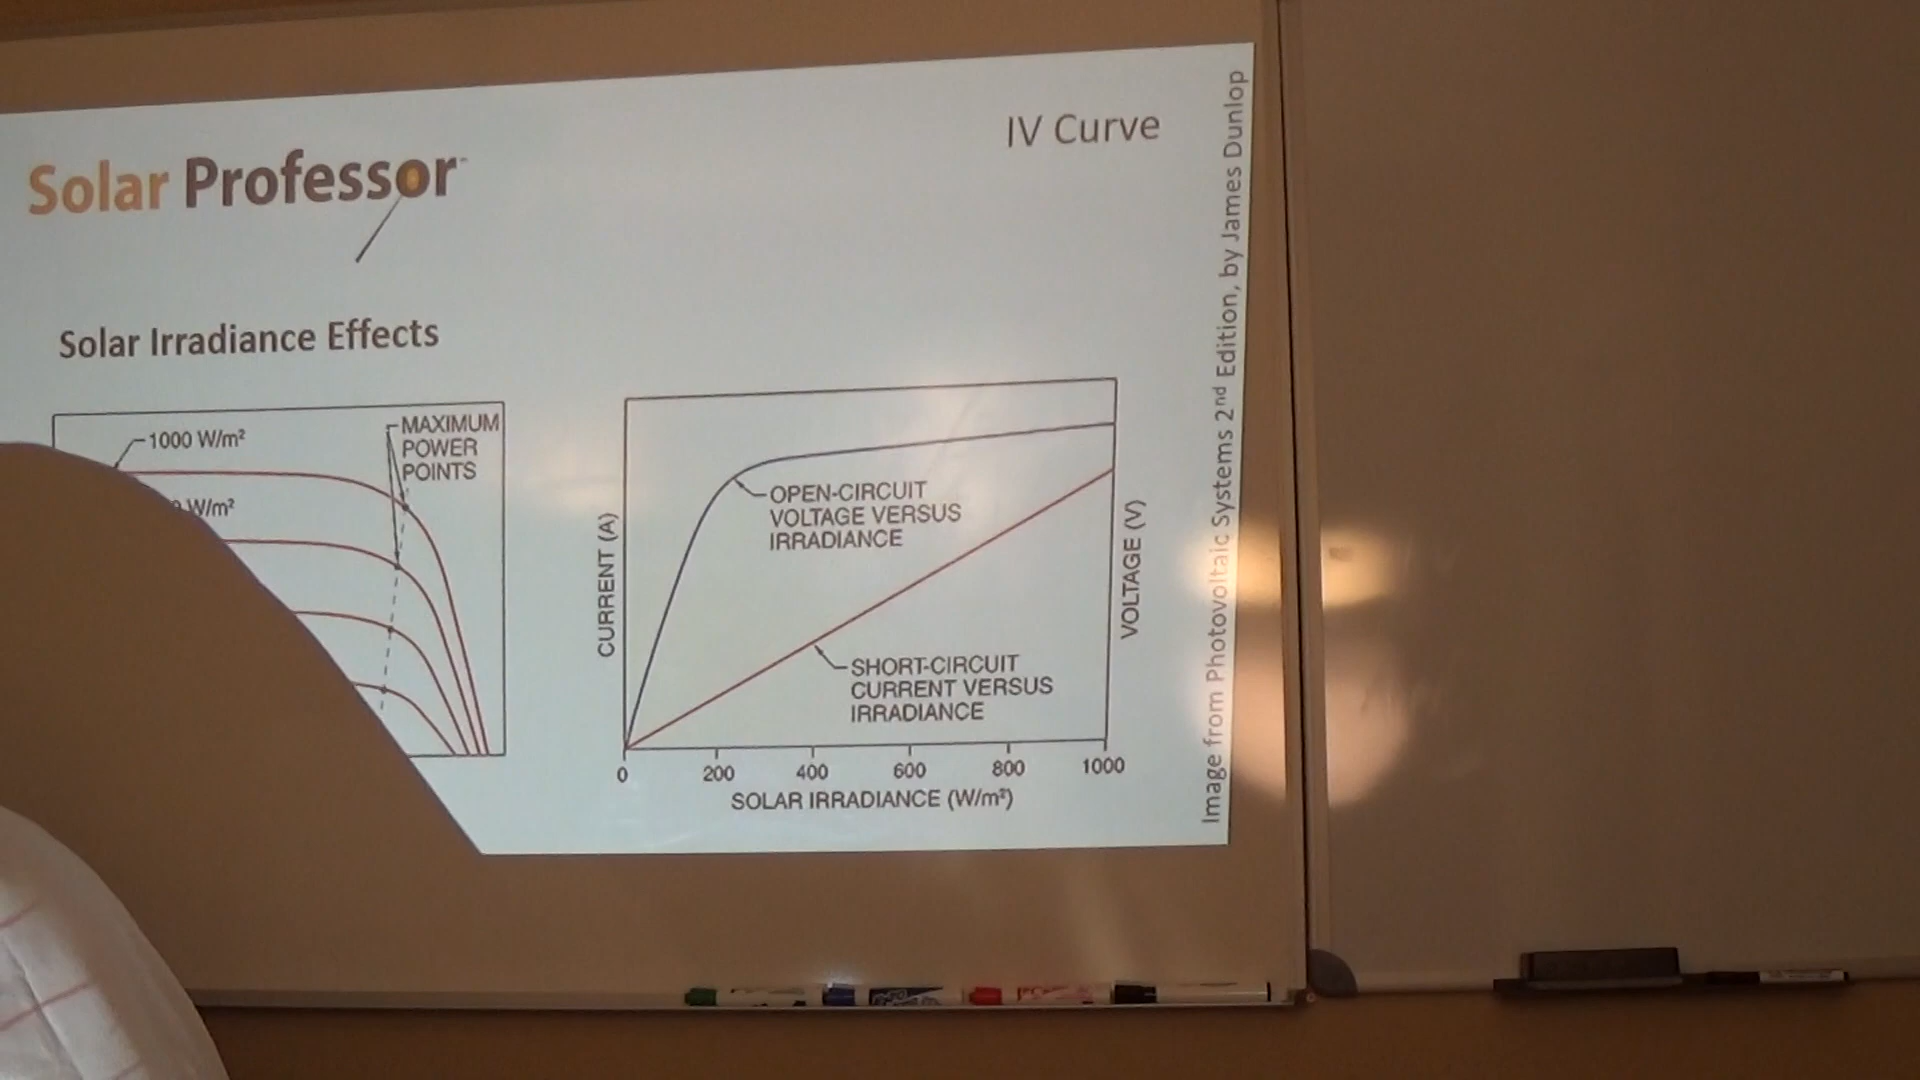 Solar Professor
IV Curve
Solar Irradiance Effects
1000 W/m²
W/m²
MAXIMUM
POWER
POINTS
CURRENT (A)
OPEN-CIRCUIT
VOLTAGE VERSUS
IRRADIANCE
SHORT-CIRCUIT
CURRENT VERSUS
IRRADIANCE
VOLTAGE (V)
0 200 400 600 800 1000
SOLAR IRRADIANCE (W/m²)
Image from Photovoltaic Systems 2nd Edition, by James Dunlop